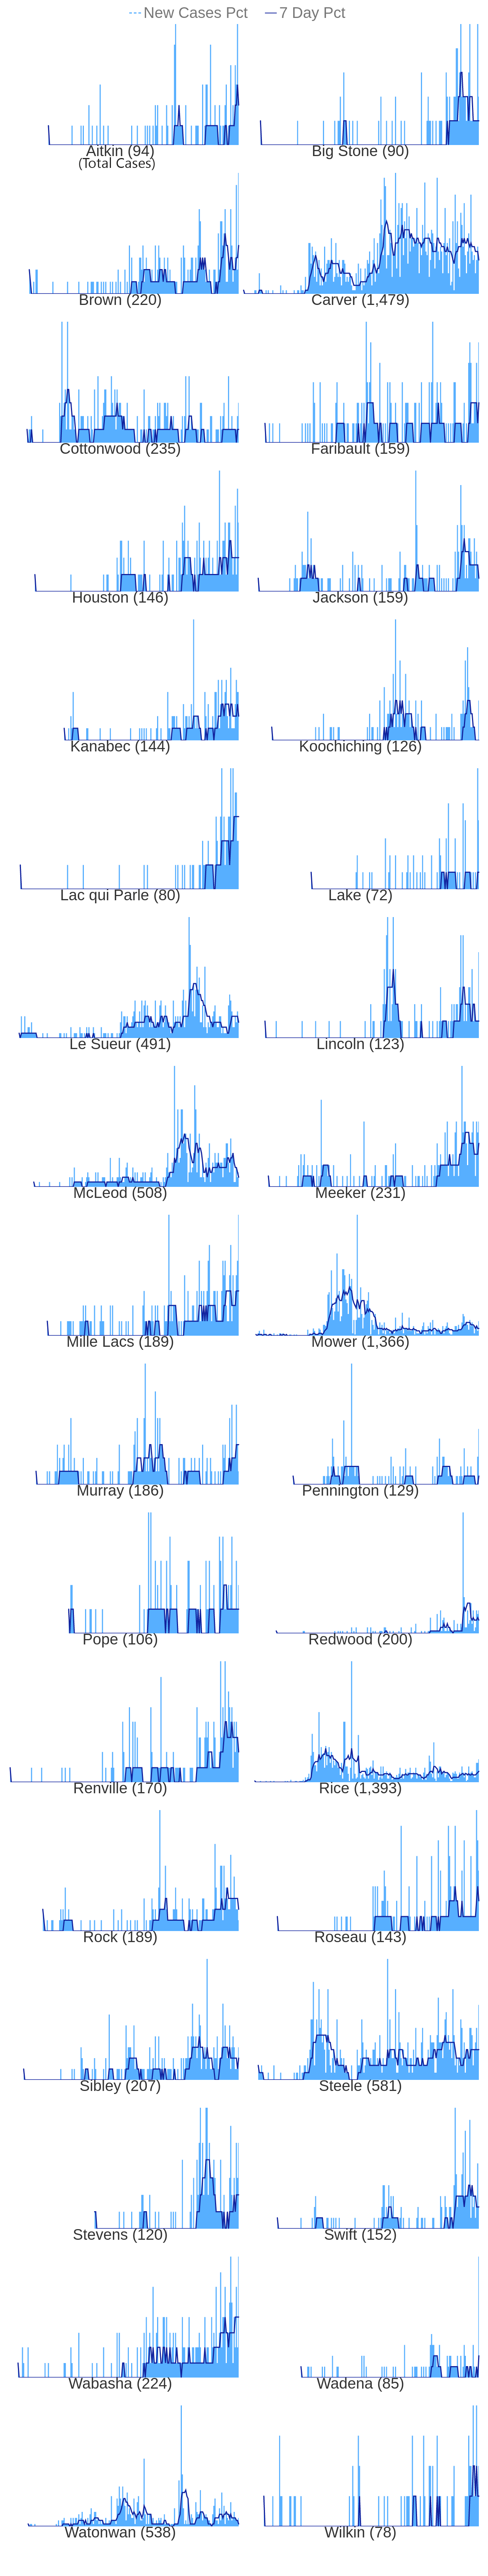 New Cases Pct 7 Day Pct
Aitkin (94) Big Stone (90)
(Total Cases)
Brown (220) Carver (1,479)
Cottonwood (235) Faribault (159)
Houston (146) Jackson (159)
Kanabec (144) Koochiching (126)
Lac qui Parle (80) Lake (72)
Le Sueur (491) Lincoln (123)
McLeod (508) Meeker (231)
Mille Lacs (189) Mower (1,366)
Murray (186) Pennington (129)
Pope (106) Redwood (200)
Renville (170) Rice (1,393)
Rock (189) Roseau (143)
Sibley (207) Steele (581)
Stevens (120) Swift (152)
Wabasha (224) Wadena (85)
Watonwan (538) Wilkin (78)